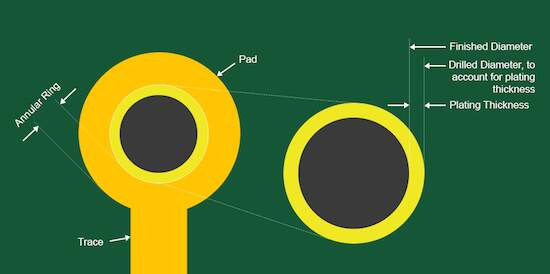 Finished Diameter
Pad
Drilled Diameter, to
account for plating
thickness
Annular Ring
Plating Thickness
Trace